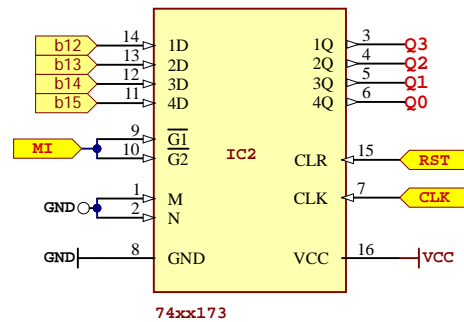 b12 14 1D 1Q 3 Q3
b13 13 2D 2Q 4 Q2
b14 12 3D 3Q 5 Q1
b15 11 4D 4Q 6 Q0
MI 9 G1
10 G2
IC2
CLR 15 RST
GND 1 M CLK 7 CLK
2 N
GND 8 GND VCC 16 VCC
74xx173